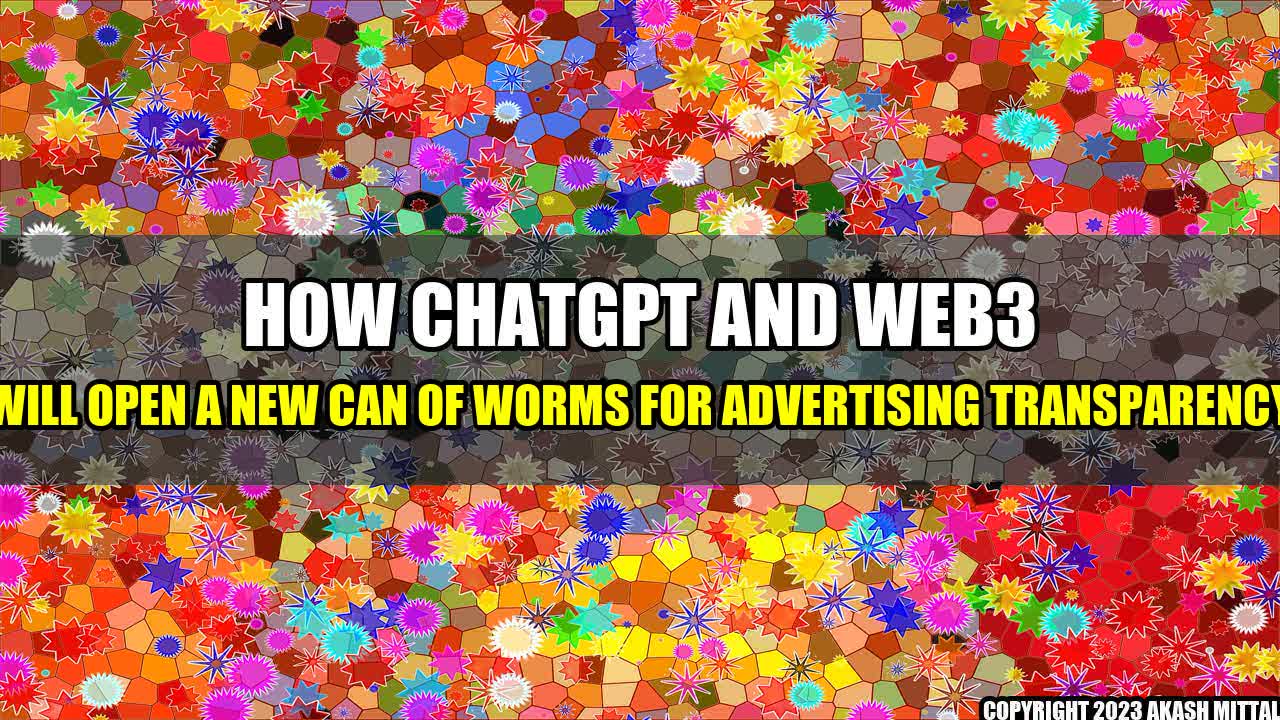 HOW CHATGPT AND WEB3
WILL OPEN A NEW CAN OF WORMS FOR ADVERTISING TRANSPARENCY
COPYRIGHT 2023 AKASH MITTAL